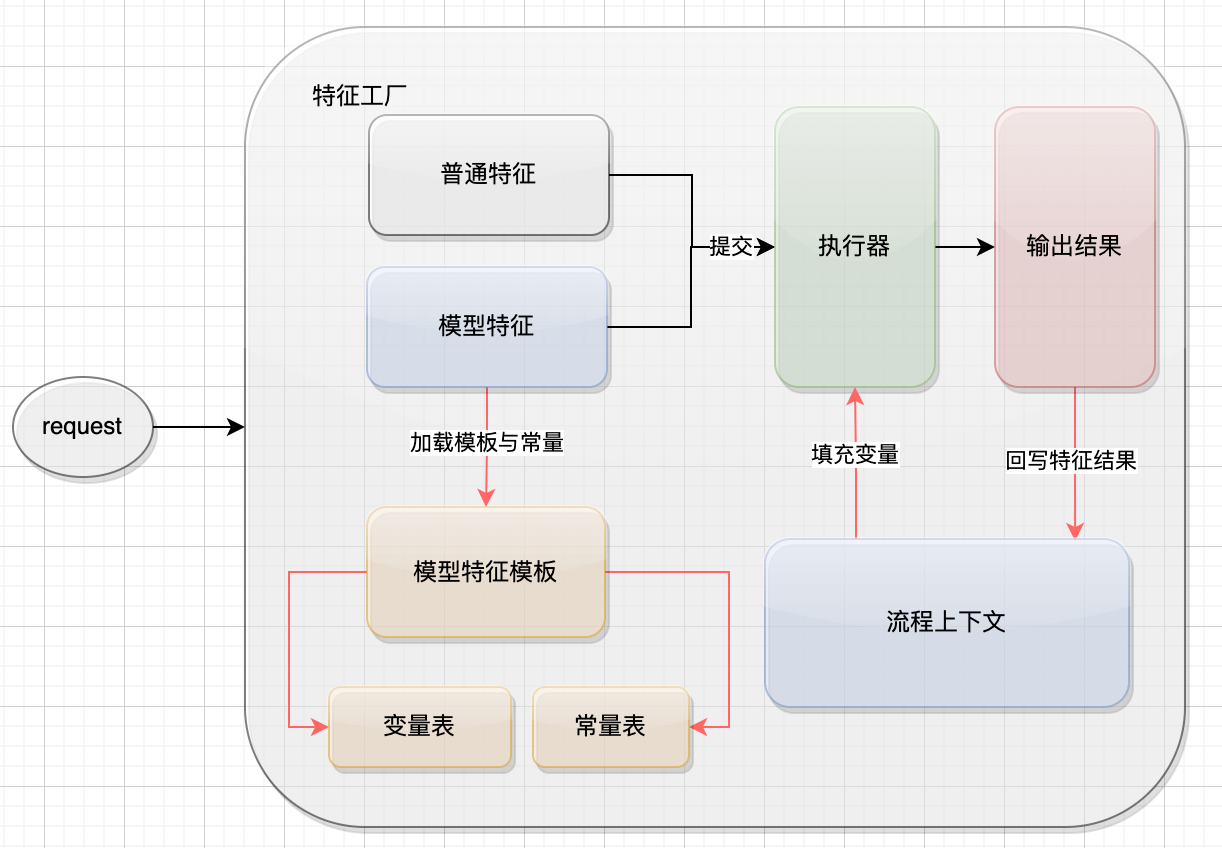 特征工厂
普通特征
模型特征
提交
执行器
输出结果
request
加载模板与常量
填充变量
回写特征结果
模型特征模板
流程上下文
变量表
常量表